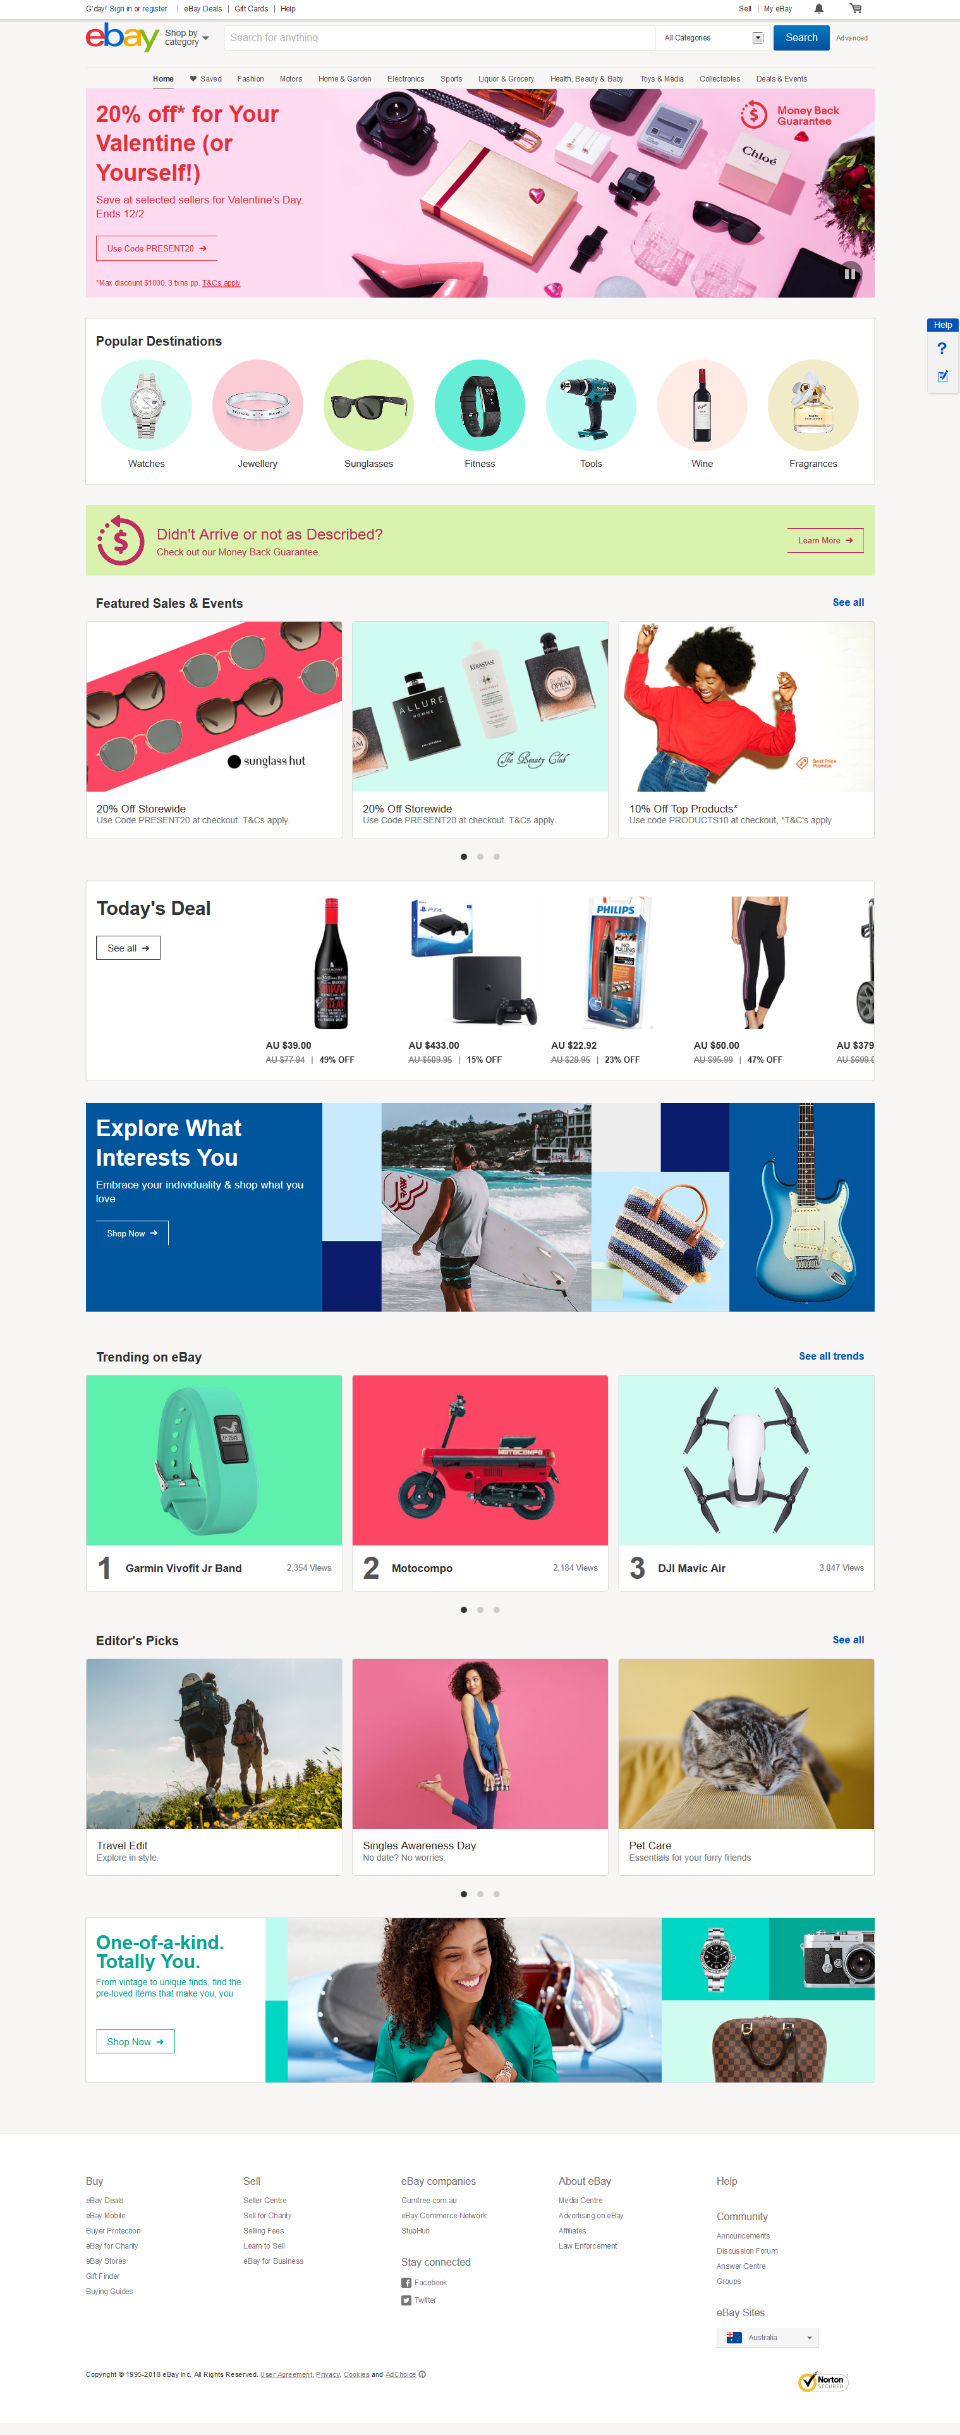 G'day! Sign in or register | eBay Deals | Gift Cards | Help
Sell | My eBay
ebay
Shop by category
Search for anything
All Categories
Search
Advanced
Home Saved Fashion Motors Home & Garden Electronics Sports Liquor & Grocery Health, Beauty & Baby Toys & Media Collectables Deals & Events
20% off* for Your
Valentine (or
Yourself!)
Save at selected sellers for Valentine's Day.
Ends 12/2
Use Code PRESENT20
*Max discount $1000. 3 txns pp. T&Cs apply
Money Back
Guarantee
Chloé
Help
?
Popular Destinations
Watches Jewellery Sunglasses Fitness Tools Wine Fragrances
Didn't Arrive or not as Described?
Check out our Money Back Guarantee.
Learn More
Featured Sales & Events
See all
sunglass hut
ALLURE
HOMME
KERASTASE
BLACK
OPIUM
The Beauty Club
Best Price
Promise
20% Off Storewide
Use Code PRESENT20 at checkout. T&Cs apply.
20% Off Storewide
Use Code PRESENT20 at checkout. T&Cs apply.
10% Off Top Products*
Use code PRODUCTS10 at checkout, *T&C's apply
Today's Deal
See all
PS4
PHILIPS
NO
PULLING
AU $39.00
AU $77.94 | 49% OFF
AU $433.00
AU $509.95 | 15% OFF
AU $22.92
AU $29.95 | 23% OFF
AU $50.00
AU $95.99 | 47% OFF
AU $379
AU $699.0
Explore What
Interests You
Embrace your individuality & shop what you
love
Shop Now
Trending on eBay
See all trends
MOTOCOMPO
1 Garmin Vivofit Jr Band 2,354 Views
2 Motocompo 2,184 Views
3 DJI Mavic Air 3,047 Views
Editor's Picks
See all
Travel Edit
Explore in style.
Singles Awareness Day
No date? No worries.
Pet Care
Essentials for your furry friends
One-of-a-kind.
Totally You.
From vintage to unique finds, find the
pre-loved items that make you, you
Shop Now
Buy
eBay Deals
eBay Mobile
Buyer Protection
eBay for Charity
eBay Stores
Gift Finder
Buying Guides
Sell
Seller Centre
Sell for Charity
Selling Fees
Learn to Sell
eBay for Business
eBay companies
Gumtree.com.au
eBay Commerce Network
StubHub
Stay connected
Facebook
Twitter
About eBay
Media Centre
Advertising on eBay
Affiliates
Law Enforcement
Help
Community
Announcements
Discussion Forum
Answer Centre
Groups
eBay Sites
Australia
Copyright © 1995-2018 eBay Inc. All Rights Reserved. User Agreement, Privacy, Cookies and AdChoice
Norton
SECURED